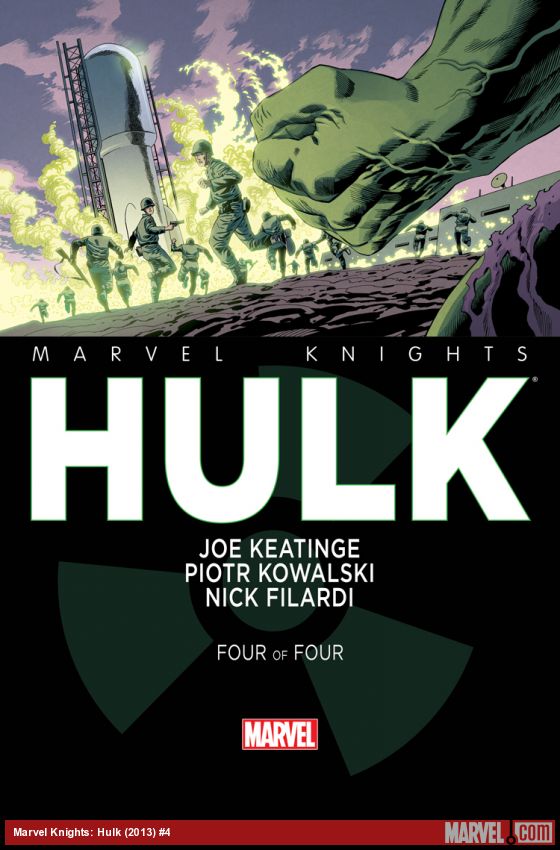 MARVEL KNIGHTS
HULK®
JOE KEATINGE
PIOTR KOWALSKI
NICK FILARDI
FOUR OF FOUR
MARVEL
Marvel Knights: Hulk (2013) #4
MARVEL.COM